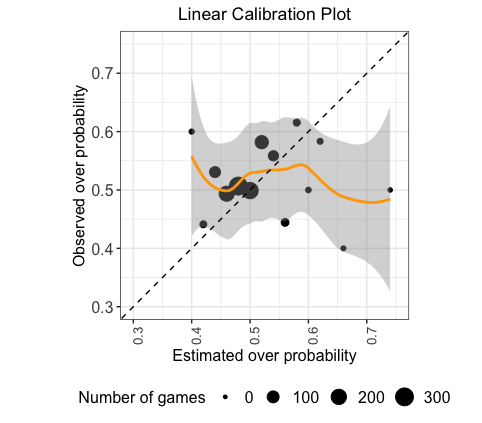 Linear Calibration Plot
Observed over probability
0.7
0.6
0.5
0.4
0.3
0.3 0.4 0.5 0.6 0.7
Estimated over probability
Number of games 0 100 200 300